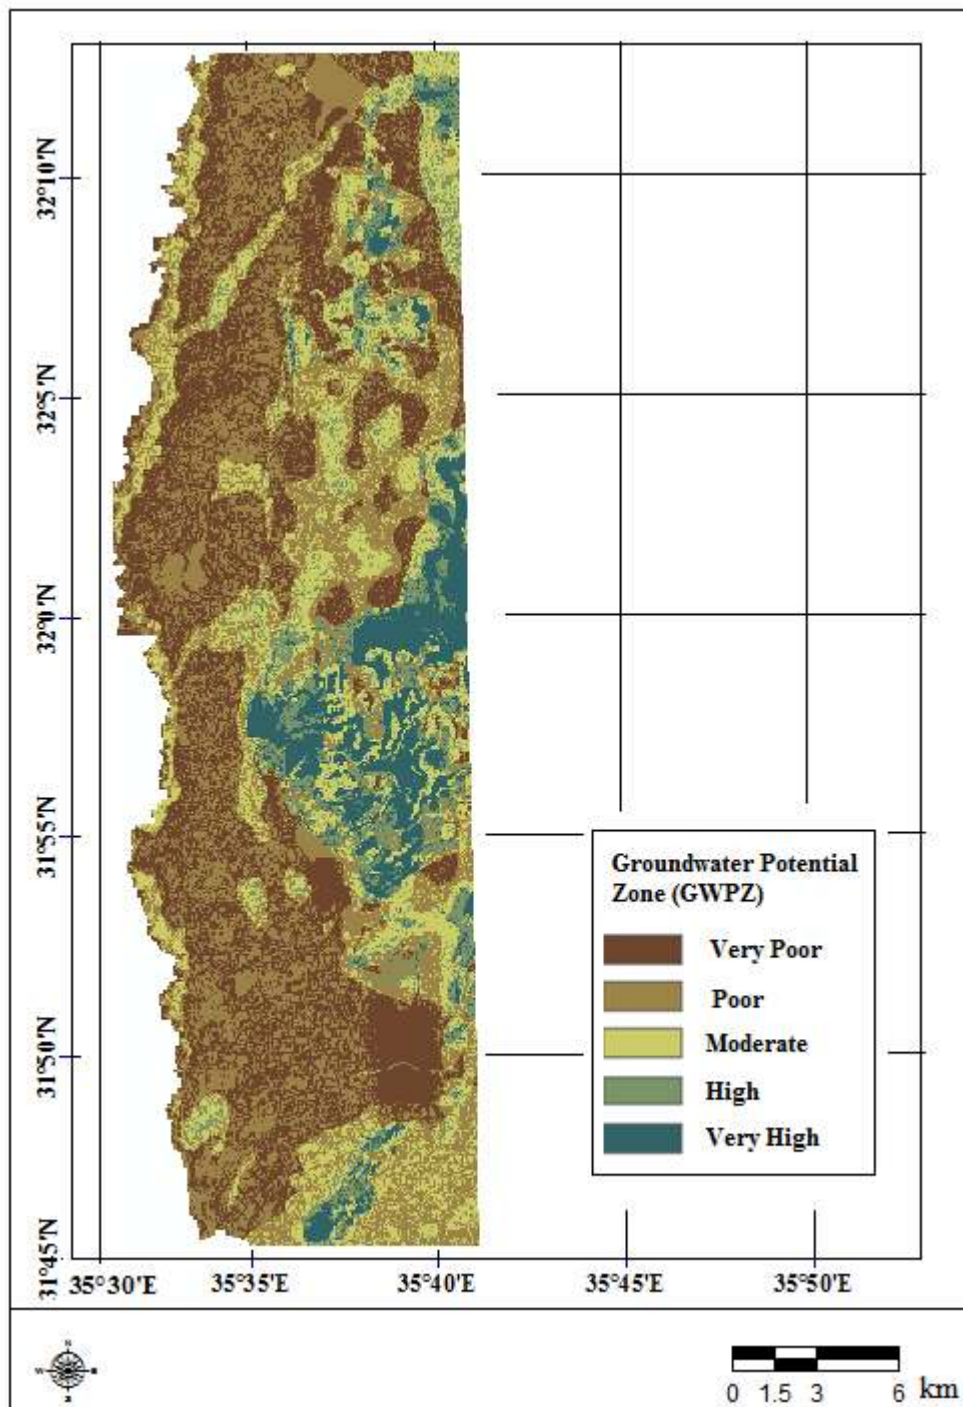 32°10'N
32°5'N
32°0'N
31°55'N
31°50'N
31°45'N
Groundwater Potential
Zone (GWPZ)
Very Poor
Poor
Moderate
High
Very High
35°30'E 35°35'E 35°40'E 35°45'E 35°50'E
N
W E
S
0 1.5 3 6 km